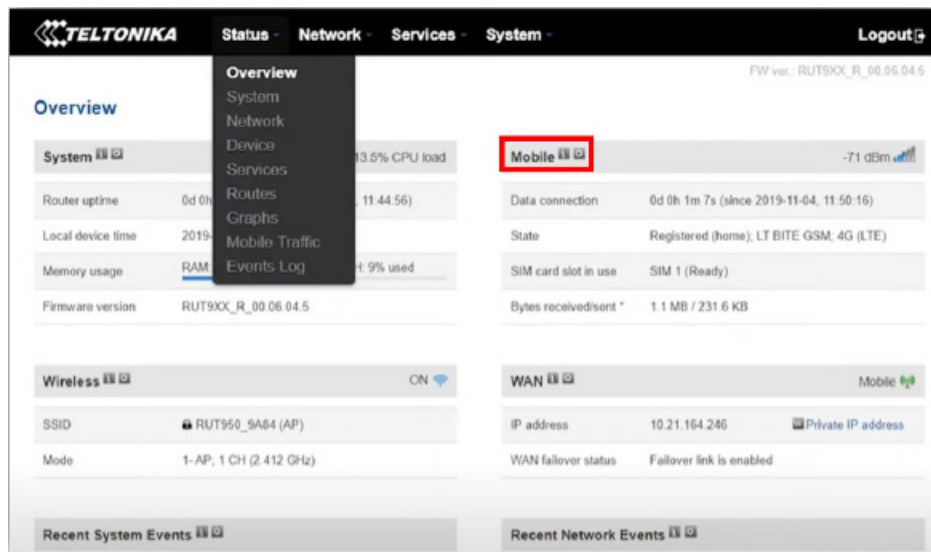 TELTONIKA Status Network Services System Logout
FW ver.: RUT9XX_R_00.06.04.5
Overview
System
Network
Device
Services
Routes
Graphs
Mobile Traffic
Events Log
Overview
System 13.5% CPU load
Router uptime 0d 0h 11:44:56)
Local device time 2019-
Memory usage RAM: 9% used
Firmware version RUT9XX_R_00.06.04.5
Mobile -71 dBm
Data connection 0d 0h 1m 7s (since 2019-11-04, 11:50:16)
State Registered (home); LT BITE GSM; 4G (LTE)
SIM card slot in use SIM 1 (Ready)
Bytes received/sent * 1.1 MB / 231.6 KB
Wireless ON
SSID RUT950_9A84 (AP)
Mode 1- AP; 1 CH (2.412 GHz)
WAN Mobile
IP address 10.21.164.246 Private IP address
WAN failover status Failover link is enabled
Recent System Events
Recent Network Events